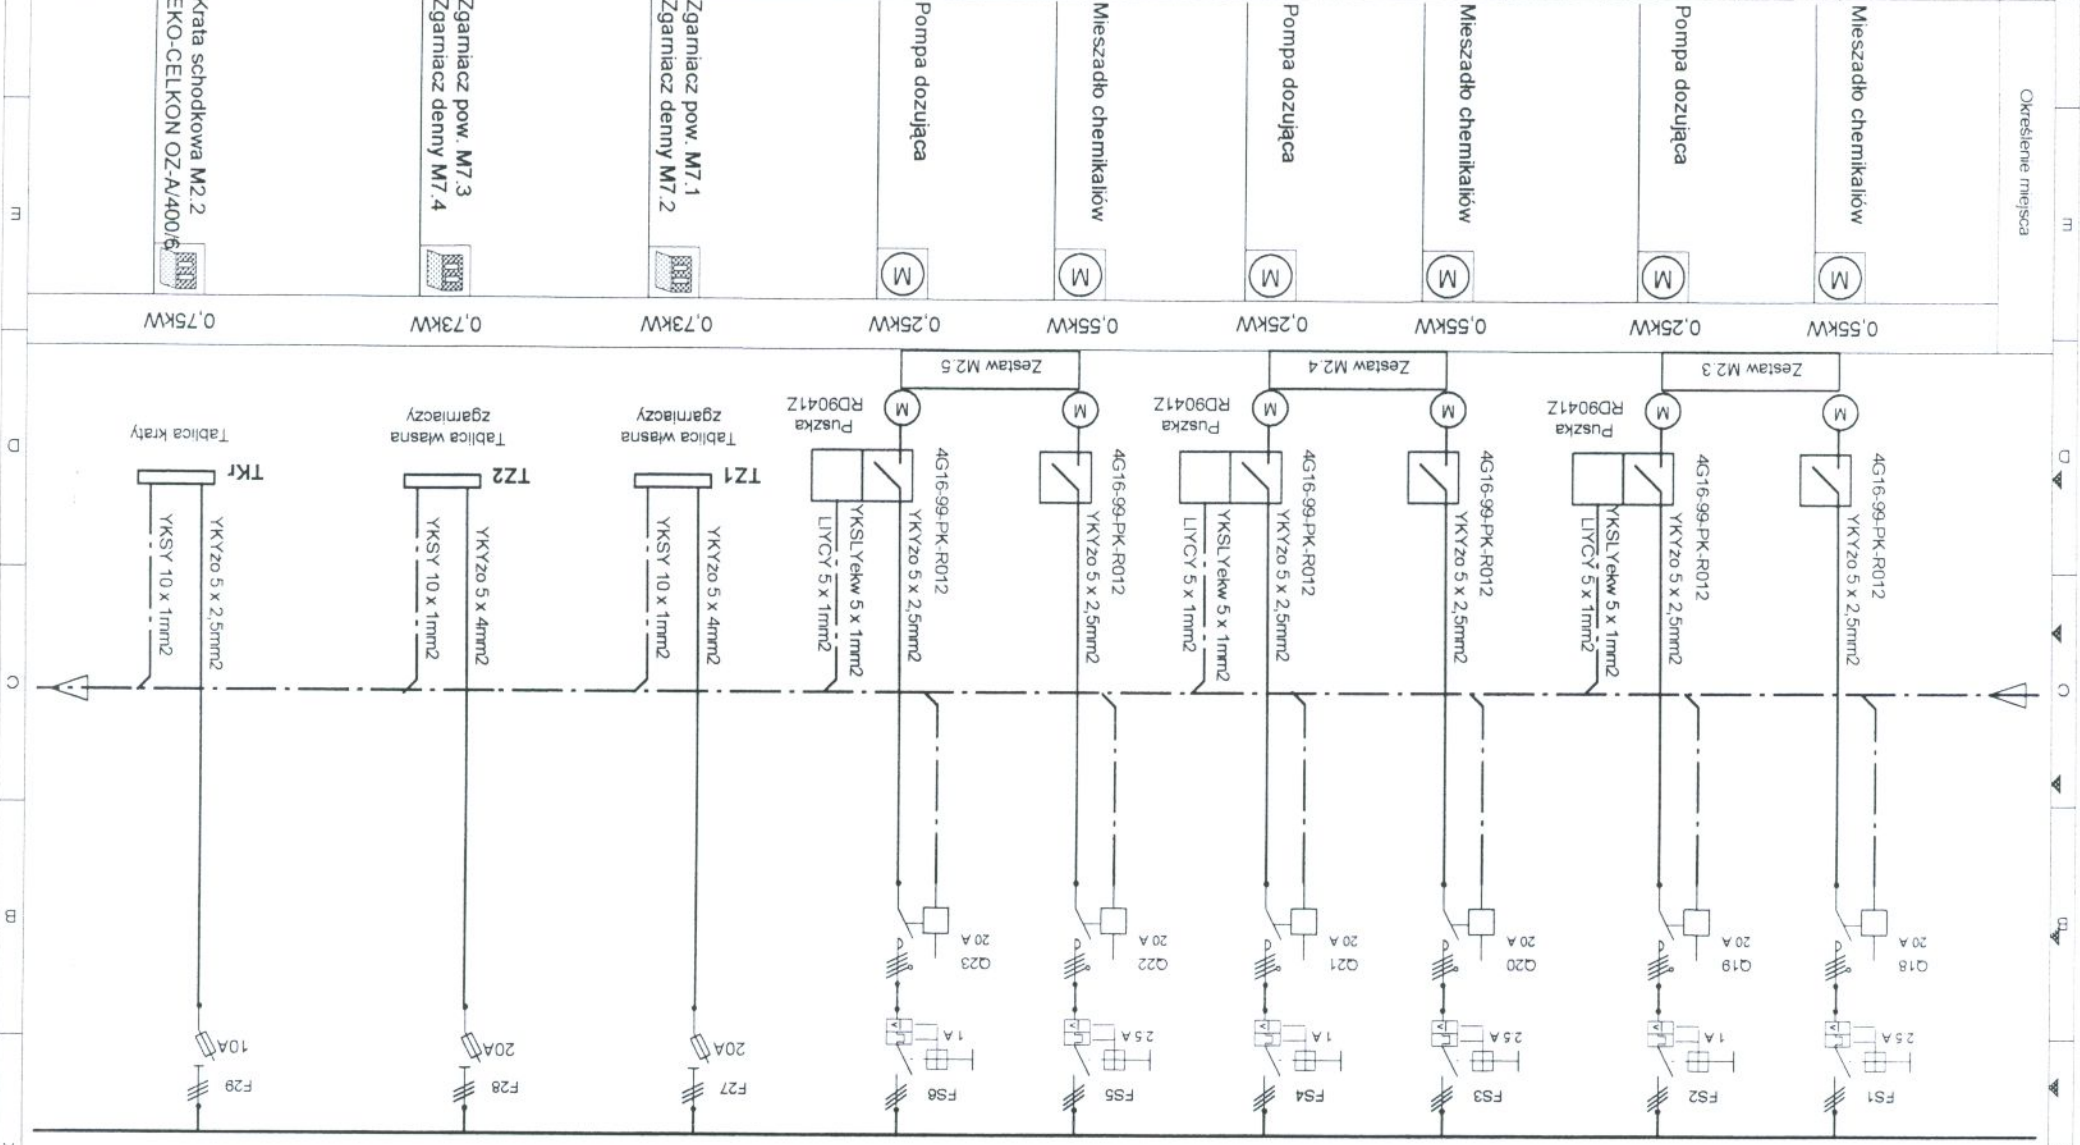 Określenie miejsca
Mieszadło chemikaliów
Pompa dozująca
Mieszadło chemikaliów
Pompa dozująca
Mieszadło chemikaliów
Pompa dozująca
Zgarniacz pow. M7.1
Zgarniacz denny M7.2
Zgarniacz pow. M7.3
Zgarniacz denny M7.4
Krata schodkowa M2.2
EKO-CELKON OZ-A/400/6
E
E
M
M
M
M
M
M
0,55kW
0,25kW
0,55kW
0,25kW
0,55kW
0,25kW
0,73kW
0,73kW
0,75kW
Zestaw M2.3
Zestaw M2.4
Zestaw M2.5
M
M
M
M
M
M
Puszka
RD9041Z
Puszka
RD9041Z
Puszka
RD9041Z
Tablica własna
zgarniaczy
Tablica własna
zgarniaczy
Tablica kraty
D
D
TZ1
TZ2
TKr
4G16-99-PK-R012
YKYżo 5 x 2,5mm2
4G16-99-PK-R012
YKYżo 5 x 2,5mm2
YKSLYekw 5 x 1mm2
LIYCY 5 x 1mm2
4G16-99-PK-R012
YKYżo 5 x 2,5mm2
4G16-99-PK-R012
YKYżo 5 x 2,5mm2
YKSLYekw 5 x 1mm2
LIYCY 5 x 1mm2
4G16-99-PK-R012
YKYżo 5 x 2,5mm2
4G16-99-PK-R012
YKYżo 5 x 2,5mm2
YKSLYekw 5 x 1mm2
LIYCY 5 x 1mm2
YKYżo 5 x 4mm2
YKSY 10 x 1mm2
YKYżo 5 x 4mm2
YKSY 10 x 1mm2
YKYżo 5 x 2,5mm2
YKSY 10 x 1mm2
C
C
B
B
20 A
Q18
20 A
Q19
20 A
Q20
20 A
Q21
20 A
Q22
20 A
Q23
2.5 A
FS1
1 A
FS2
2.5 A
FS3
1 A
FS4
2.5 A
FS5
1 A
FS6
20A
F27
20A
F28
10A
F29